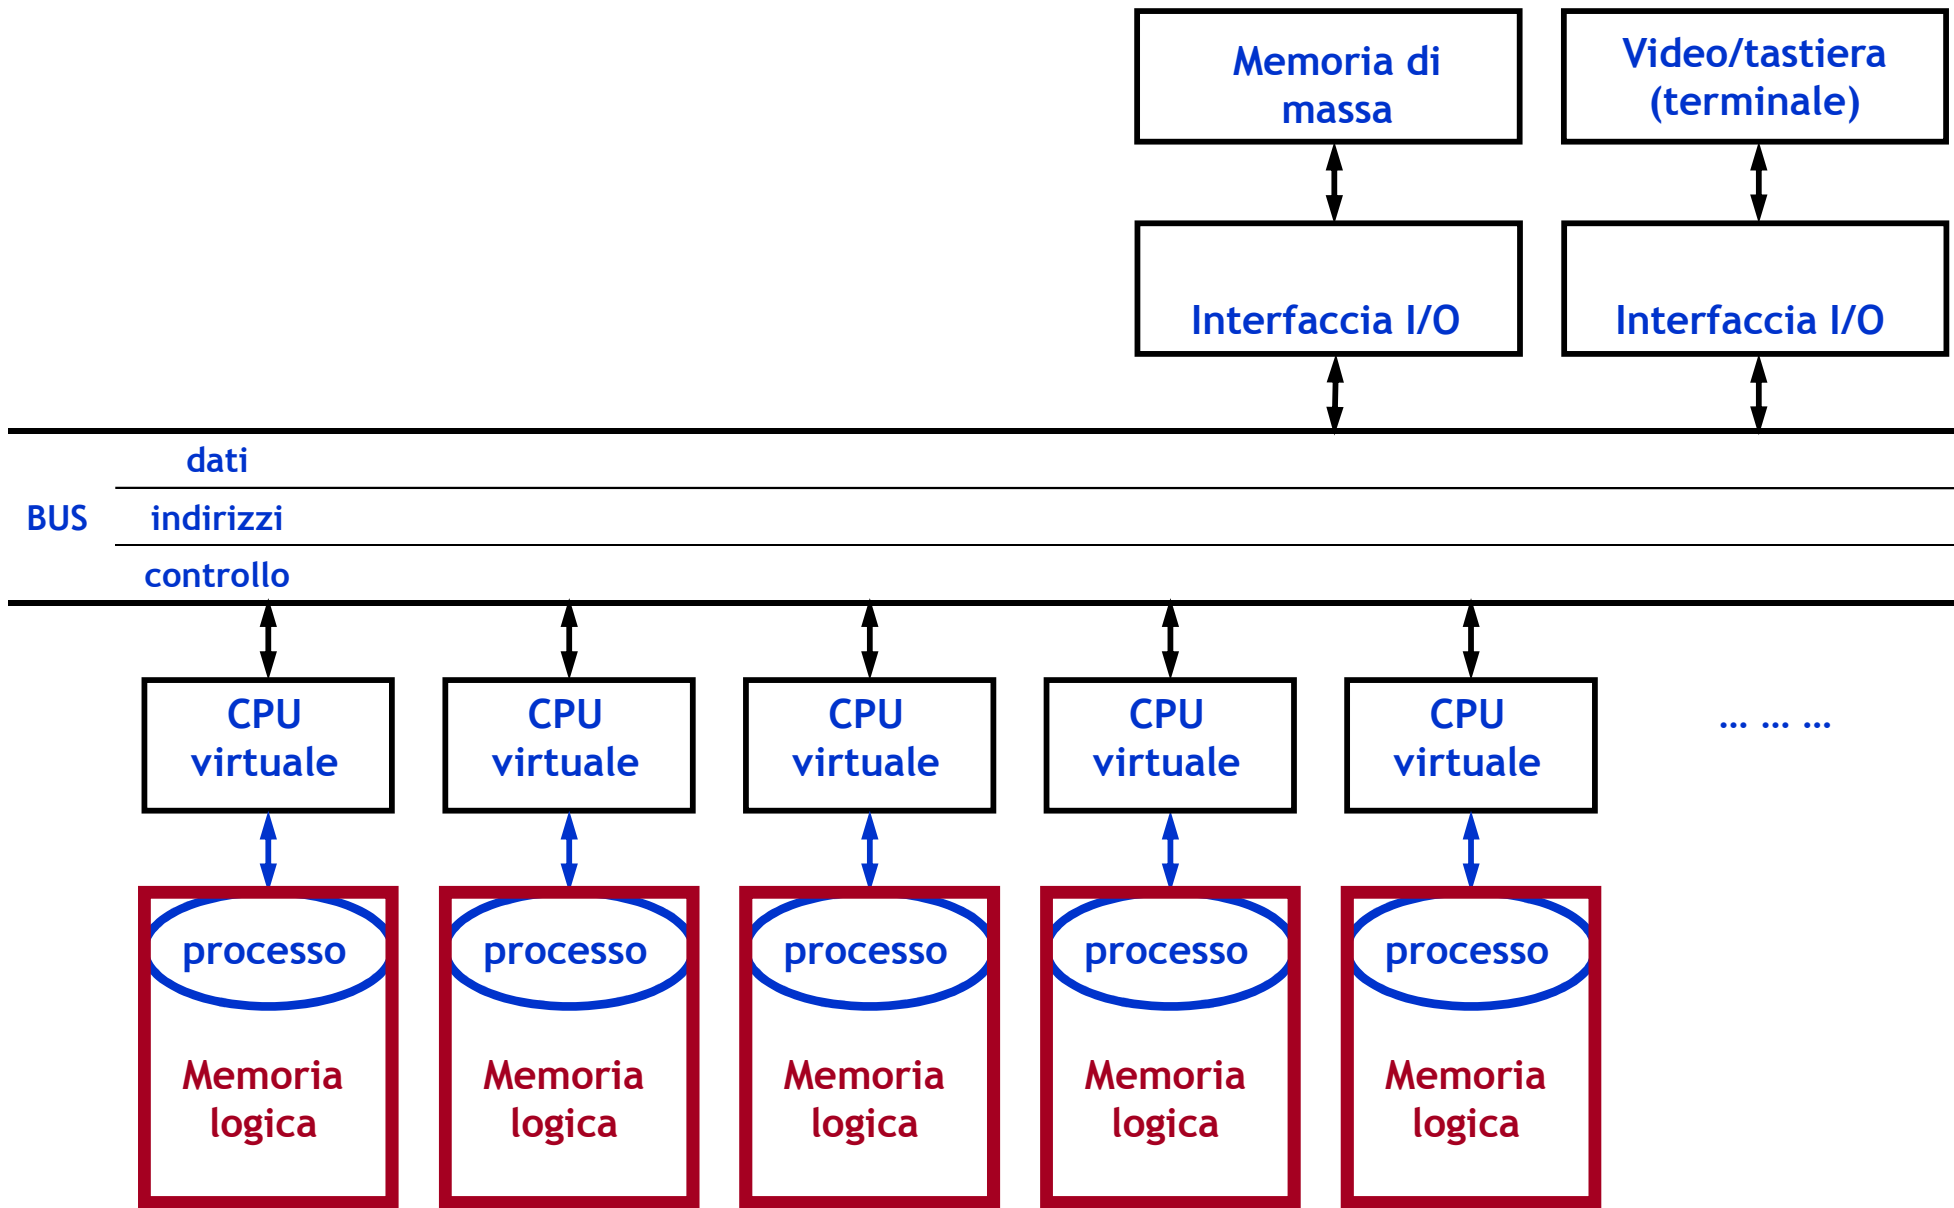 Memoria di
massa
Video/tastiera
(terminale)
Interfaccia I/O
Interfaccia I/O
dati
BUS
indirizzi
controllo
CPU
virtuale
CPU
virtuale
CPU
virtuale
CPU
virtuale
CPU
virtuale
... ... ...
processo
processo
processo
processo
processo
Memoria
logica
Memoria
logica
Memoria
logica
Memoria
logica
Memoria
logica